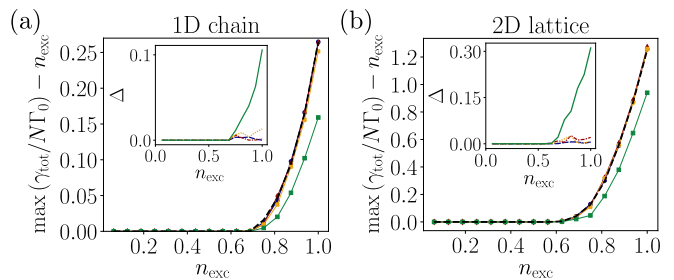 (a)
1D chain
max (γ_tot/NΓ_0) − n_exc
0.25
0.20
0.15
0.10
0.05
0.00
0.2 0.4 0.6 0.8 1.0
n_exc
Δ
0.1
0.0
0.0 0.5 1.0
n_exc
(b)
2D lattice
max (γ_tot/NΓ_0) − n_exc
1.2
1.0
0.8
0.6
0.4
0.2
0.0
0.2 0.4 0.6 0.8 1.0
n_exc
Δ
0.30
0.15
0.00
0.0 0.5 1.0
n_exc